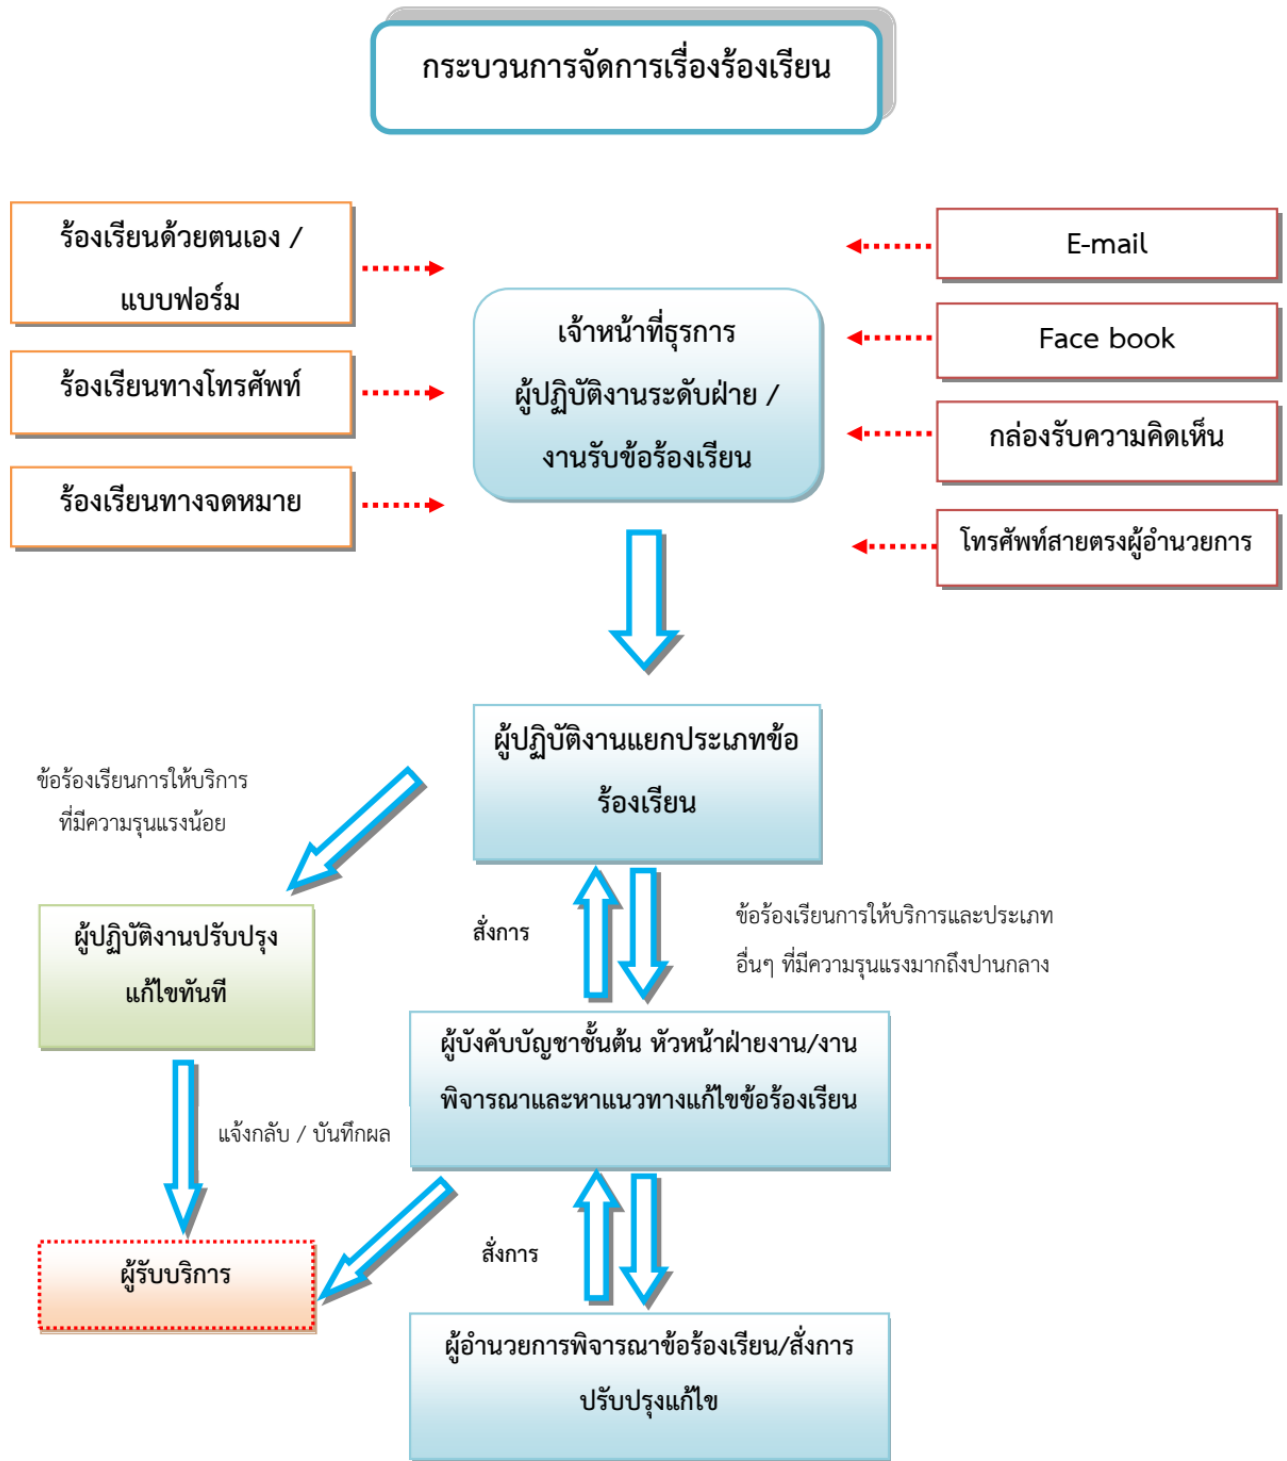 กระบวนการจัดการเรื่องร้องเรียน
ร้องเรียนด้วยตนเอง /
แบบฟอร์ม
ร้องเรียนทางโทรศัพท์
ร้องเรียนทางจดหมาย
เจ้าหน้าที่ธุรการ
ผู้ปฏิบัติงานระดับฝ่าย /
งานรับข้อร้องเรียน
E-mail
Face book
กล่องรับความคิดเห็น
โทรศัพท์สายตรงผู้อำนวยการ
ผู้ปฏิบัติงานแยกประเภทข้อ
ร้องเรียน
ข้อร้องเรียนการให้บริการ
ที่มีความรุนแรงน้อย
ผู้ปฏิบัติงานปรับปรุง
แก้ไขทันที
สั่งการ
ข้อร้องเรียนการให้บริการและประเภท
อื่นๆ ที่มีความรุนแรงมากถึงปานกลาง
ผู้บังคับบัญชาชั้นต้น หัวหน้าฝ่ายงาน/งาน
พิจารณาและหาแนวทางแก้ไขข้อร้องเรียน
แจ้งกลับ / บันทึกผล
ผู้รับบริการ
สั่งการ
ผู้อำนวยการพิจารณาข้อร้องเรียน/สั่งการ
ปรับปรุงแก้ไข